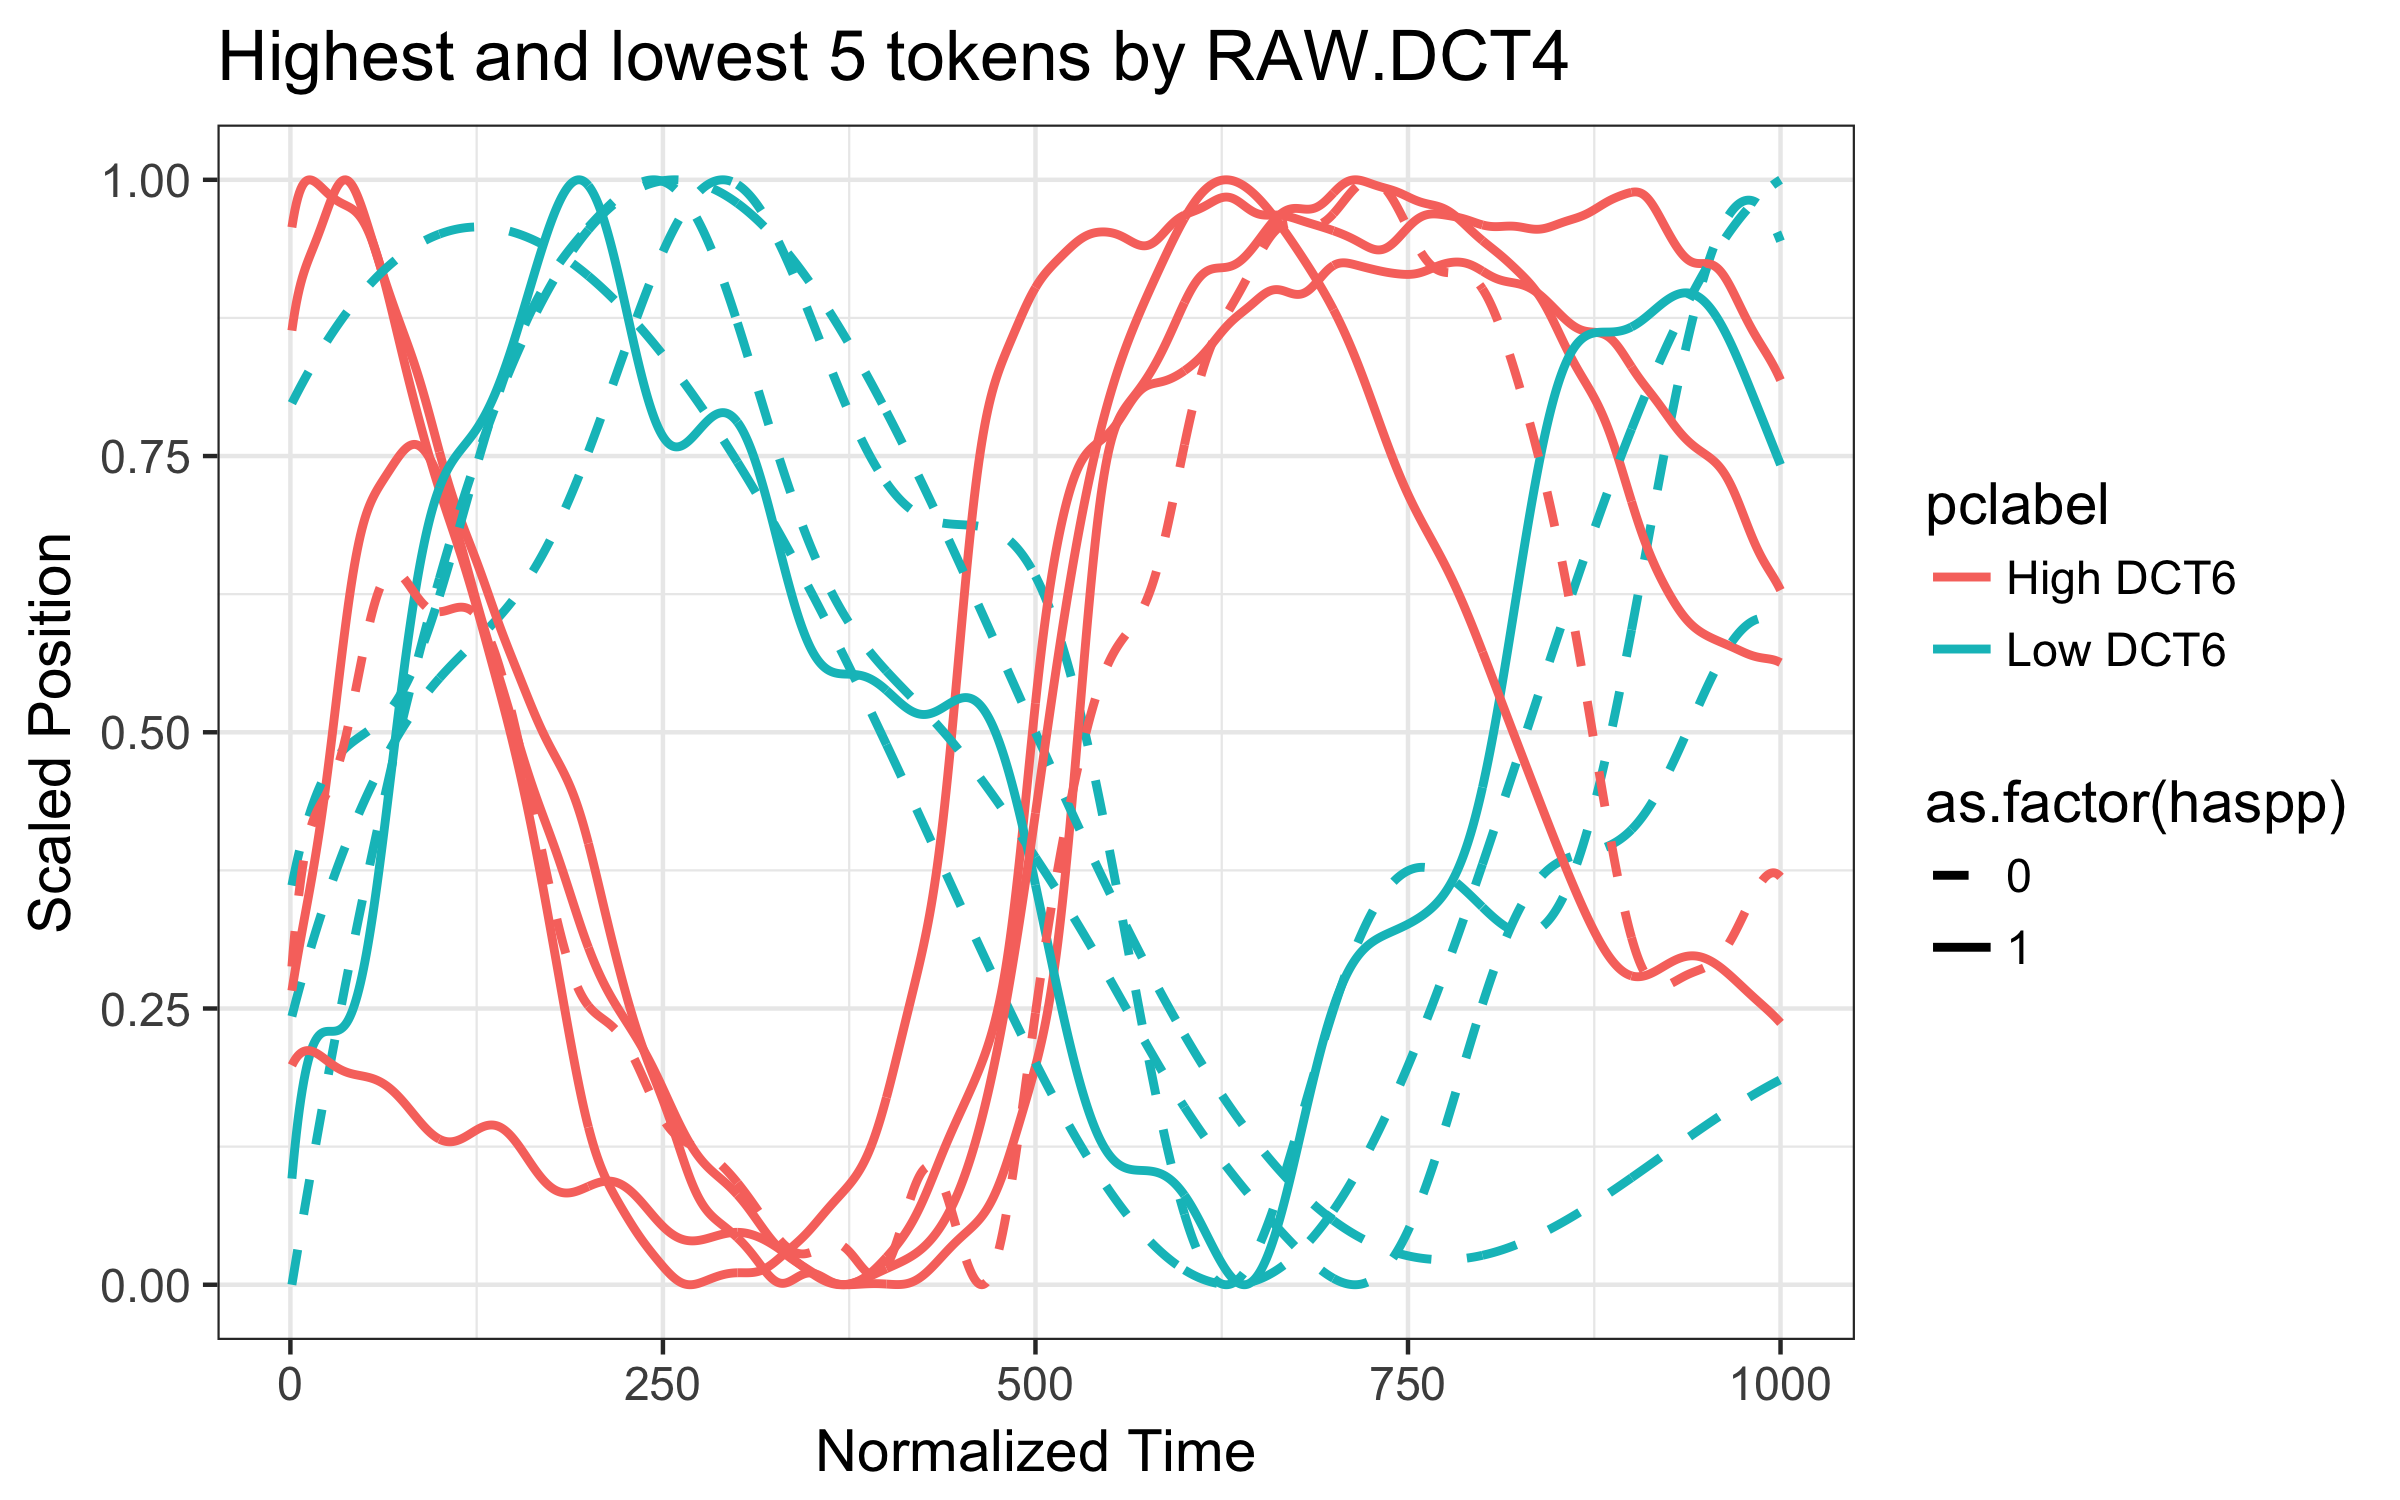 Highest and lowest 5 tokens by RAW.DCT4
Scaled Position
1.00
0.75
0.50
0.25
0.00
0
250
500
750
1000
Normalized Time
pclabel
High DCT6
Low DCT6
as.factor(haspp)
0
1